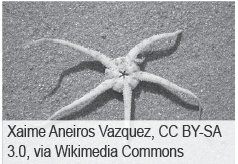 Xaime Aneiros Vazquez, CC BY-SA
3.0, via Wikimedia Commons